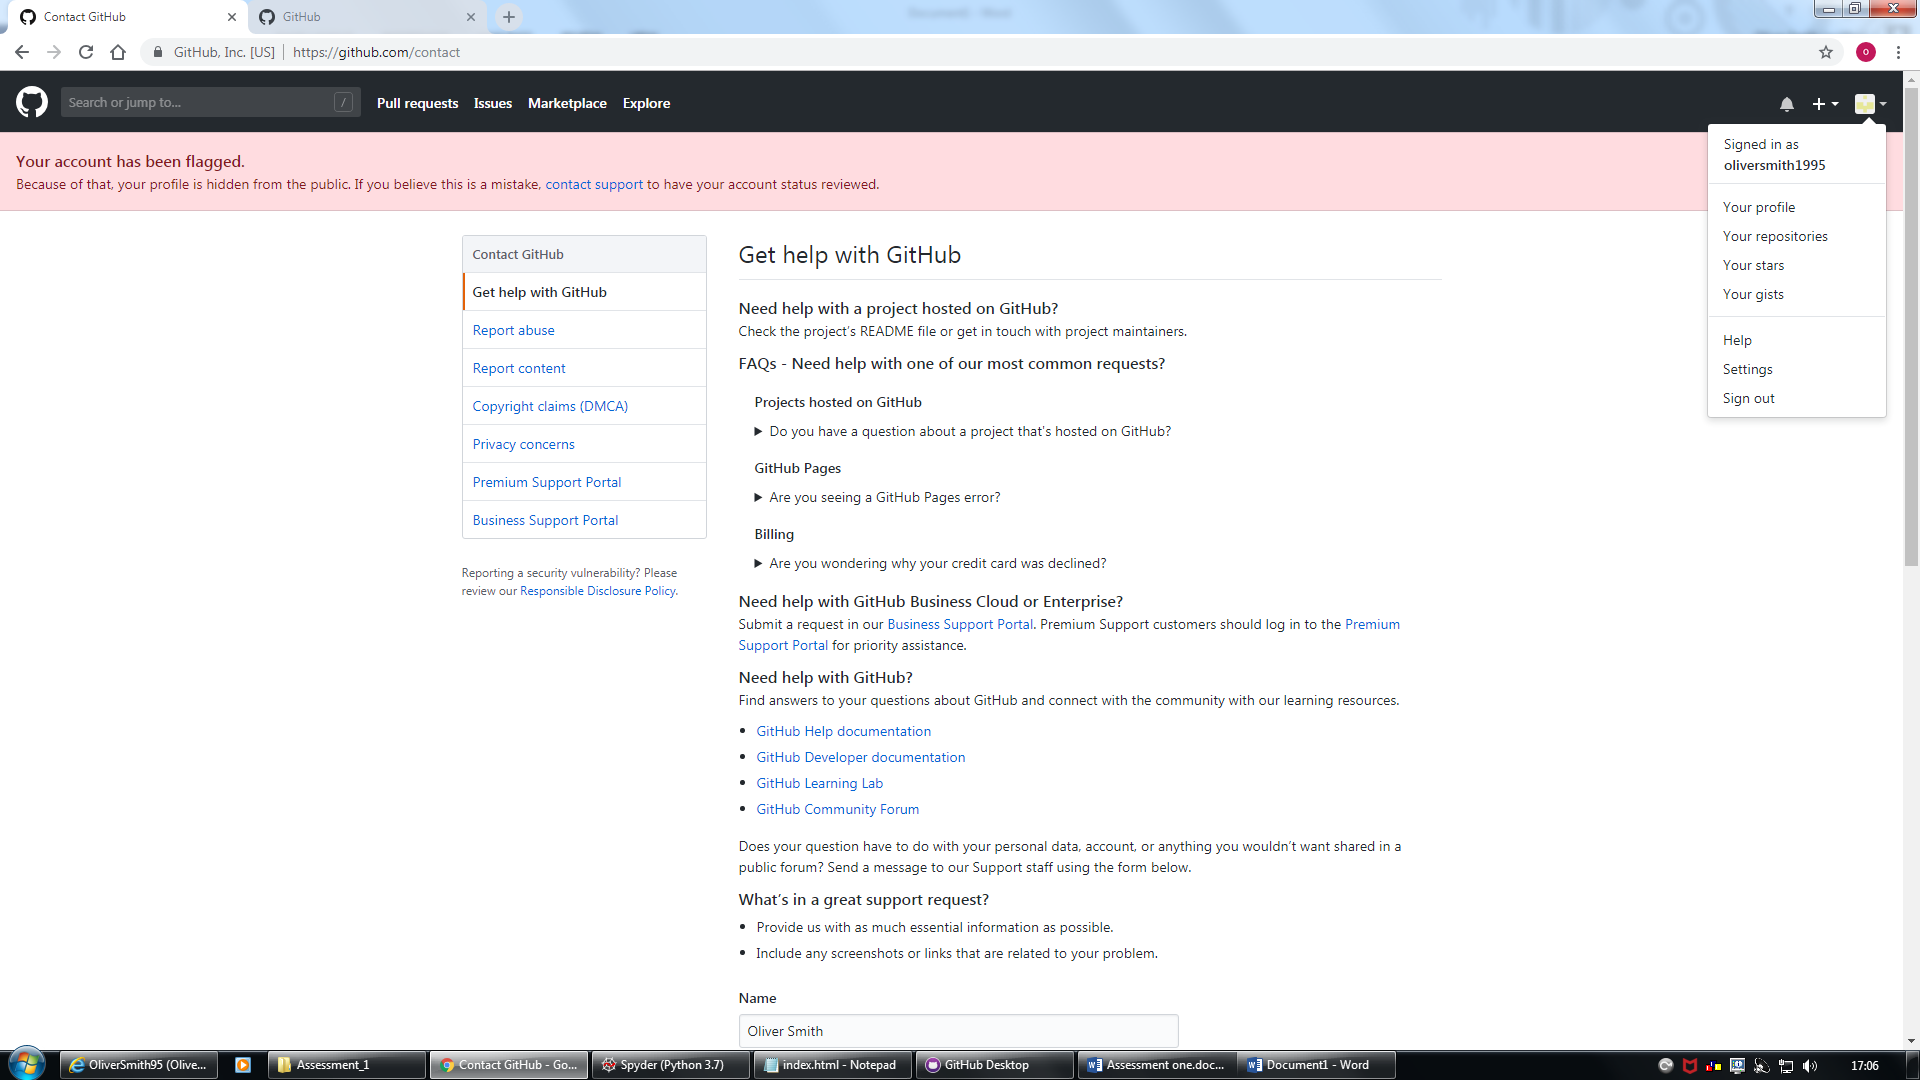 Document1 - Word
Contact GitHub
GitHub
GitHub, Inc. [US]
https://github.com/contact
o
Search or jump to...
/
Pull requests
Issues
Marketplace
Explore
Your account has been flagged.
Because of that, your profile is hidden from the public. If you believe this is a mistake, contact support to have your account status reviewed.
Signed in as
oliversmith1995
Your profile
Your repositories
Your stars
Your gists
Help
Settings
Sign out
Contact GitHub
Get help with GitHub
Report abuse
Report content
Copyright claims (DMCA)
Privacy concerns
Premium Support Portal
Business Support Portal
Reporting a security vulnerability? Please
review our Responsible Disclosure Policy.
Get help with GitHub
Need help with a project hosted on GitHub?
Check the project's README file or get in touch with project maintainers.
FAQs - Need help with one of our most common requests?
Projects hosted on GitHub
Do you have a question about a project that's hosted on GitHub?
GitHub Pages
Are you seeing a GitHub Pages error?
Billing
Are you wondering why your credit card was declined?
Need help with GitHub Business Cloud or Enterprise?
Submit a request in our Business Support Portal. Premium Support customers should log in to the Premium
Support Portal for priority assistance.
Need help with GitHub?
Find answers to your questions about GitHub and connect with the community with our learning resources.
GitHub Help documentation
GitHub Developer documentation
GitHub Learning Lab
GitHub Community Forum
Does your question have to do with your personal data, account, or anything you wouldn't want shared in a
public forum? Send a message to our Support staff using the form below.
What's in a great support request?
Provide us with as much essential information as possible.
Include any screenshots or links that are related to your problem.
Name
Oliver Smith
OliverSmith95 (Olive...
Assessment_1
Contact GitHub - Go...
Spyder (Python 3.7)
index.html - Notepad
GitHub Desktop
Assessment one.doc...
Document1 - Word
17:06